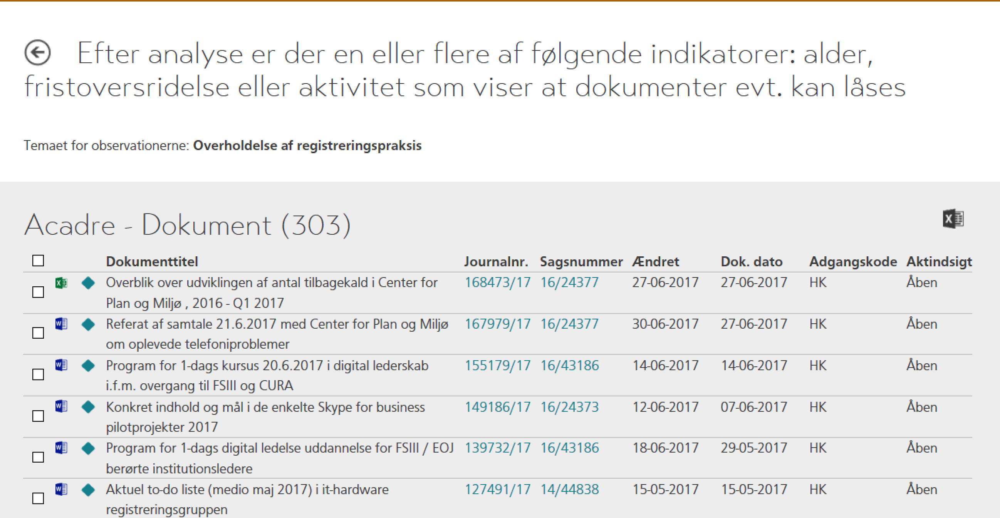 Efter analyse er der en eller flere af følgende indikatorer: alder,
fristoversridelse eller aktivitet som viser at dokumenter evt. kan låses
Temaet for observationerne: Overholdelse af registreringspraksis
Acadre - Dokument (303)
Dokumenttitel Journalnr. Sagsnummer Ændret Dok. dato Adgangskode Aktindsigt
Overblik over udviklingen af antal tilbagekald i Center for 168473/17 16/24377 27-06-2017 27-06-2017 HK Åben
Plan og Miljø , 2016 - Q1 2017
Referat af samtale 21.6.2017 med Center for Plan og Miljø 167979/17 16/24377 30-06-2017 27-06-2017 HK Åben
om oplevede telefoniproblemer
Program for 1-dags kursus 20.6.2017 i digital lederskab 155179/17 16/43186 14-06-2017 14-06-2017 HK Åben
i.f.m. overgang til FSIII og CURA
Konkret indhold og mål i de enkelte Skype for business 149186/17 16/24373 12-06-2017 07-06-2017 HK Åben
pilotprojekter 2017
Program for 1-dags digital ledelse uddannelse for FSIII / EOJ 139732/17 16/43186 18-06-2017 29-05-2017 HK Åben
berørte institutionsledere
Aktuel to-do liste (medio maj 2017) i it-hardware 127491/17 14/44838 15-05-2017 15-05-2017 HK Åben
registreringsgruppen